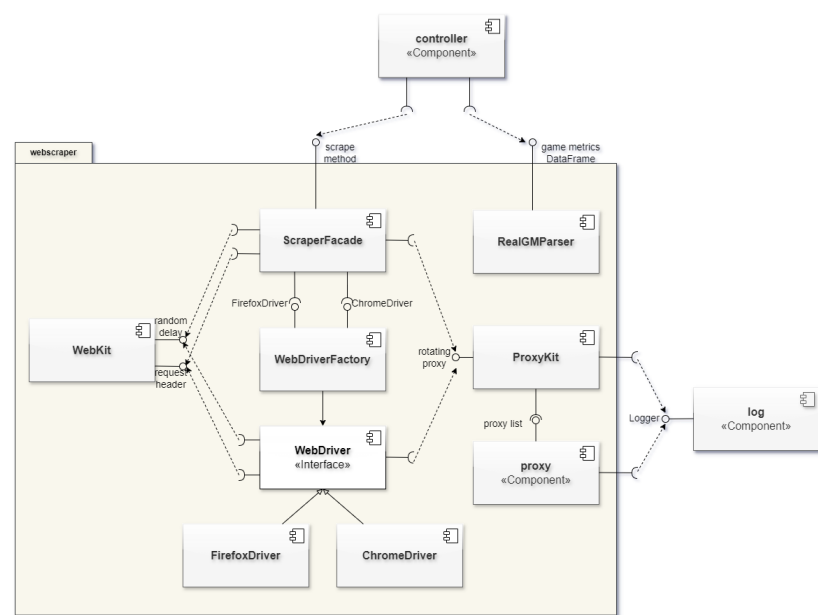 controller
«Component»
scrape
method
game metrics
DataFrame
webscraper
ScraperFacade
RealGMParser
FirefoxDriver
ChromeDriver
random
delay
WebKit
request
header
WebDriverFactory
rotating
proxy
ProxyKit
log
«Component»
Logger
proxy list
WebDriver
«Interface»
proxy
«Component»
FirefoxDriver
ChromeDriver